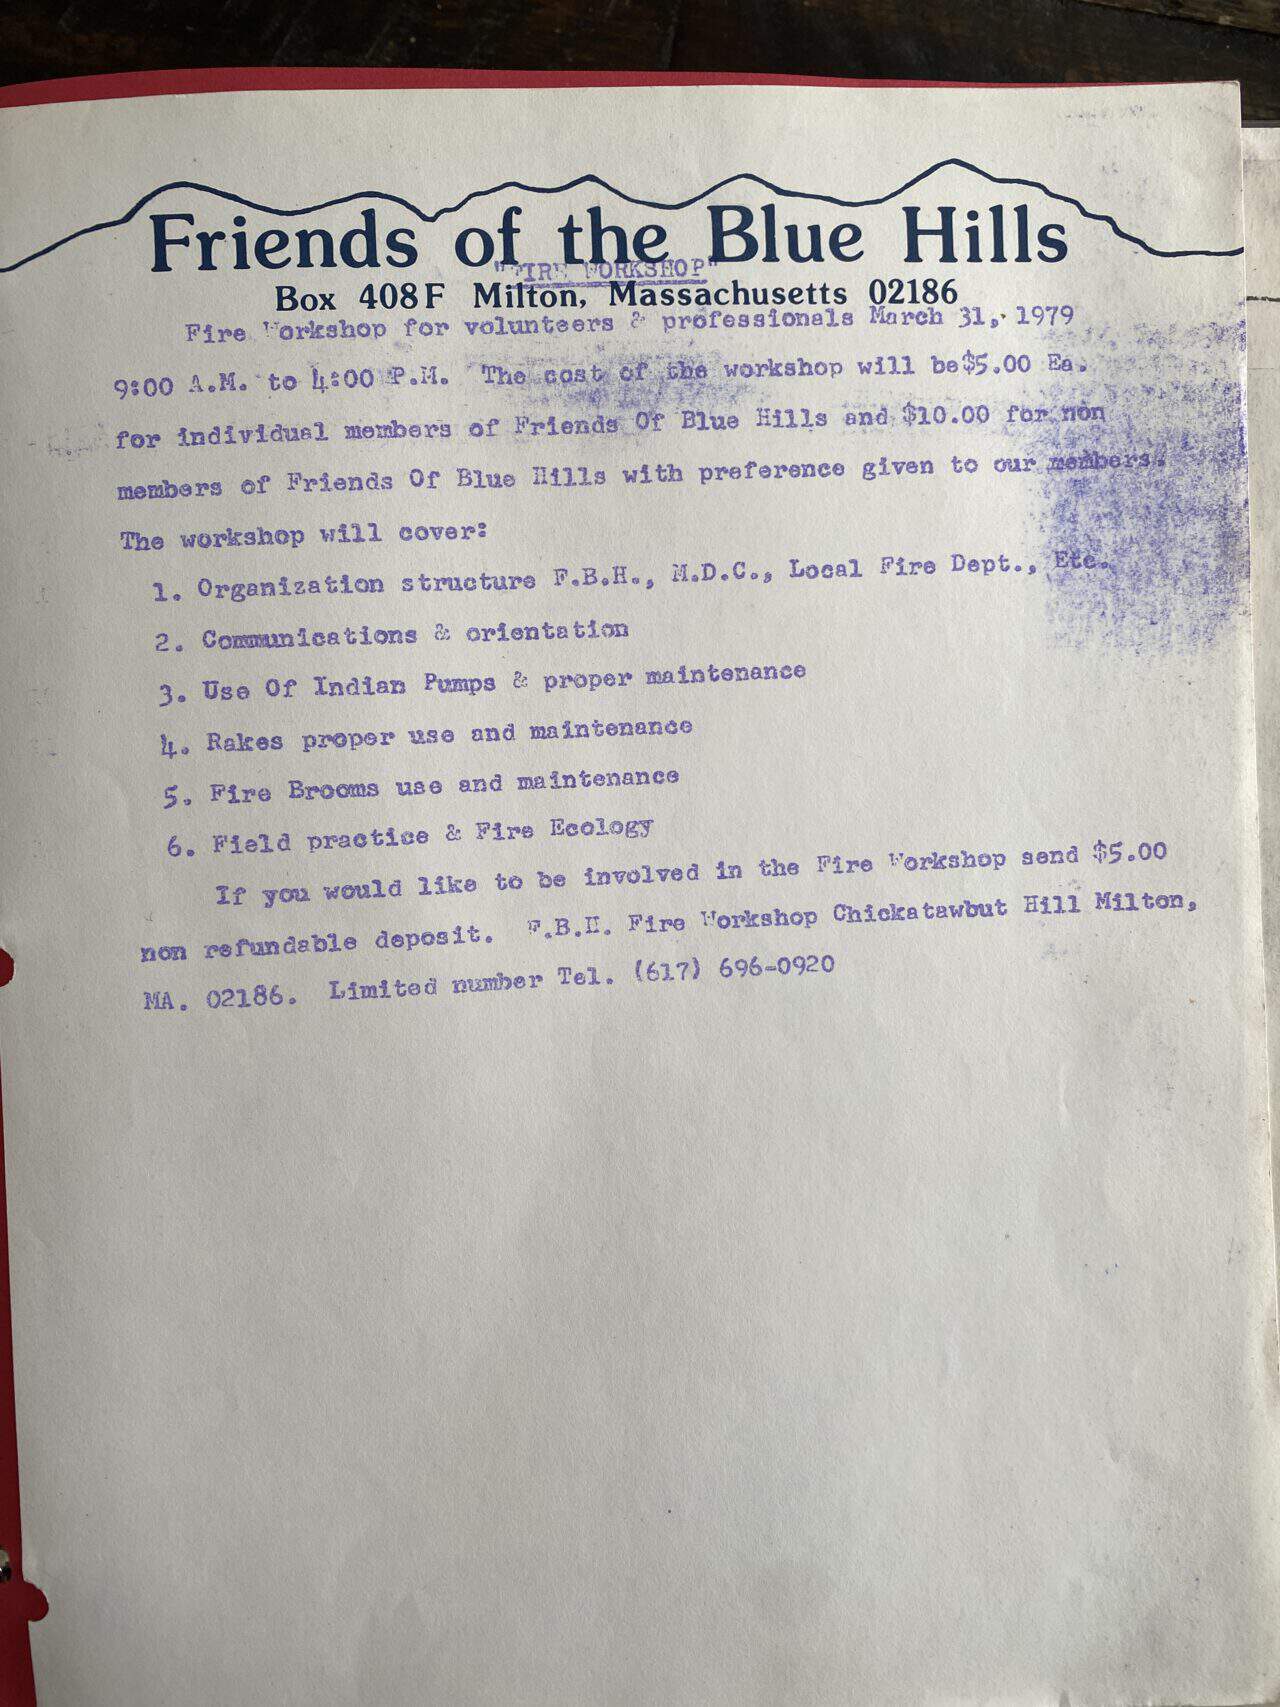 Friends of the Blue Hills
"FIRE WORKSHOP"
Box 408F Milton, Massachusetts 02186
Fire Workshop for volunteers & professionals March 31, 1979
9:00 A.M. to 4:00 P.M. The cost of the workshop will be$5.00 Ea.
for individual members of Friends Of Blue Hills and $10.00 for non
members of Friends Of Blue Hills with preference given to our members.
The workshop will cover:
1. Organization structure F.B.H., M.D.C., Local Fire Dept., Etc.
2. Communications & orientation
3. Use Of Indian Pumps & proper maintenance
4. Rakes proper use and maintenance
5. Fire Brooms use and maintenance
6. Field practice & Fire Ecology
If you would like to be involved in the Fire Workshop send $5.00
non refundable deposit. F.B.H. Fire Workshop Chickatawbut Hill Milton,
MA. 02186. Limited number Tel. (617) 696-0920